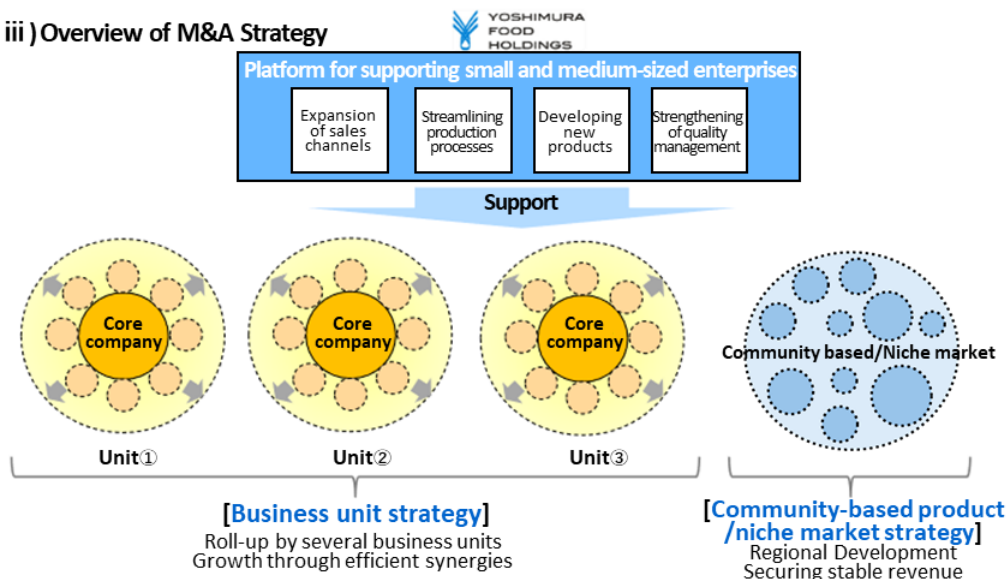 iii ) Overview of M&A Strategy
YOSHIMURA
FOOD
HOLDINGS
Platform for supporting small and medium-sized enterprises
Expansion
of sales
channels
Streamlining
production
processes
Developing
new
products
Strengthening
of quality
management
Support
Core
company
Core
company
Core
company
Community based/Niche market
Unit①
Unit②
Unit③
[Business unit strategy]
Roll-up by several business units
Growth through efficient synergies
[Community-based product
/niche market strategy]
Regional Development
Securing stable revenue